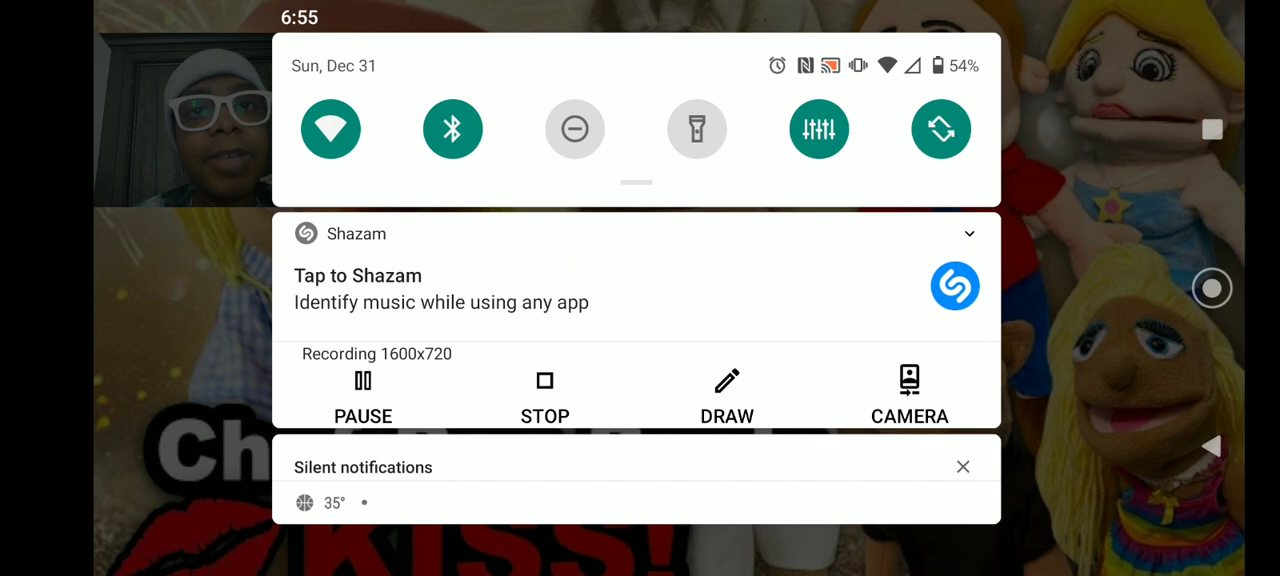 6:55
Sun, Dec 31
54%
Shazam
Tap to Shazam
Identify music while using any app
Recording 1600x720
PAUSE
STOP
DRAW
CAMERA
Silent notifications
35° •
Ch
KISS!